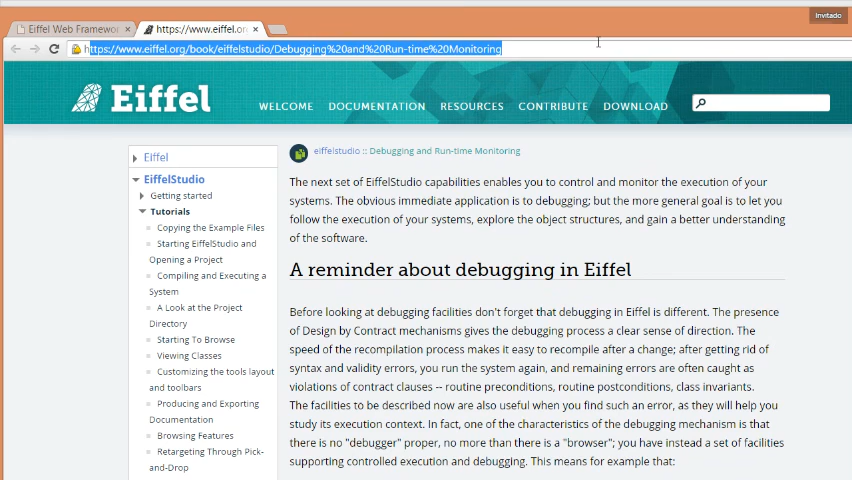 Invitado
Eiffel Web Framewor × https://www.eiffel.or ×
https://www.eiffel.org/book/eiffelstudio/Debugging%20and%20Run-time%20Monitoring
Eiffel
WELCOME DOCUMENTATION RESOURCES CONTRIBUTE DOWNLOAD
Eiffel
EiffelStudio
Getting started
Tutorials
Copying the Example Files
Starting EiffelStudio and
Opening a Project
Compiling and Executing a
System
A Look at the Project
Directory
Starting To Browse
Viewing Classes
Customizing the tools layout
and toolbars
Producing and Exporting
Documentation
Browsing Features
Retargeting Through Pick-
and-Drop
eiffelstudio :: Debugging and Run-time Monitoring
The next set of EiffelStudio capabilities enables you to control and monitor the execution of your
systems. The obvious immediate application is to debugging; but the more general goal is to let you
follow the execution of your systems, explore the object structures, and gain a better understanding
of the software.
A reminder about debugging in Eiffel
Before looking at debugging facilities don't forget that debugging in Eiffel is different. The presence
of Design by Contract mechanisms gives the debugging process a clear sense of direction. The
speed of the recompilation process makes it easy to recompile after a change; after getting rid of
syntax and validity errors, you run the system again, and remaining errors are often caught as
violations of contract clauses -- routine preconditions, routine postconditions, class invariants.
The facilities to be described now are also useful when you find such an error, as they will help you
study its execution context. In fact, one of the characteristics of the debugging mechanism is that
there is no "debugger" proper, no more than there is a "browser"; you have instead a set of facilities
supporting controlled execution and debugging. This means for example that: